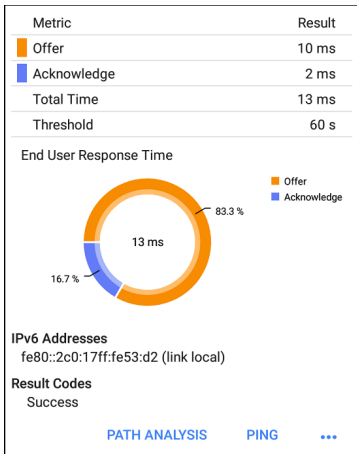 Metric Result
Offer 10 ms
Acknowledge 2 ms
Total Time 13 ms
Threshold 60 s
End User Response Time
Offer
Acknowledge
83.3 %
13 ms
16.7 %
IPv6 Addresses
fe80::2c0:17ff:fe53:d2 (link local)
Result Codes
Success
PATH ANALYSIS PING •••